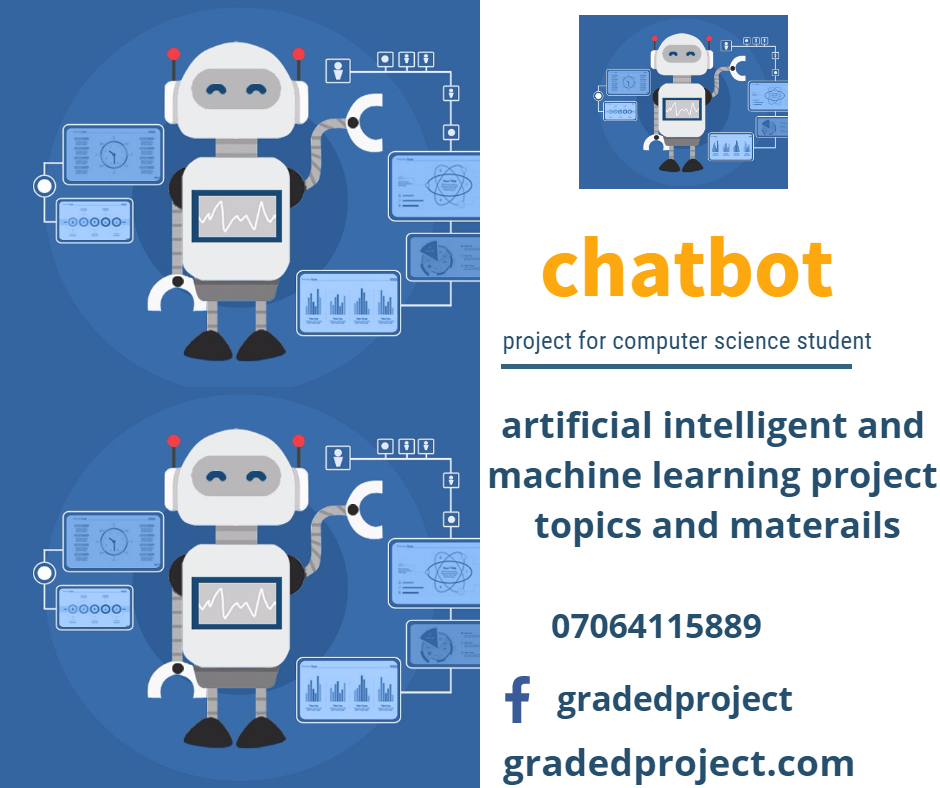 chatbot
project for computer science student
artificial intelligent and
machine learning project
topics and materails
07064115889
gradedproject
gradedproject.com